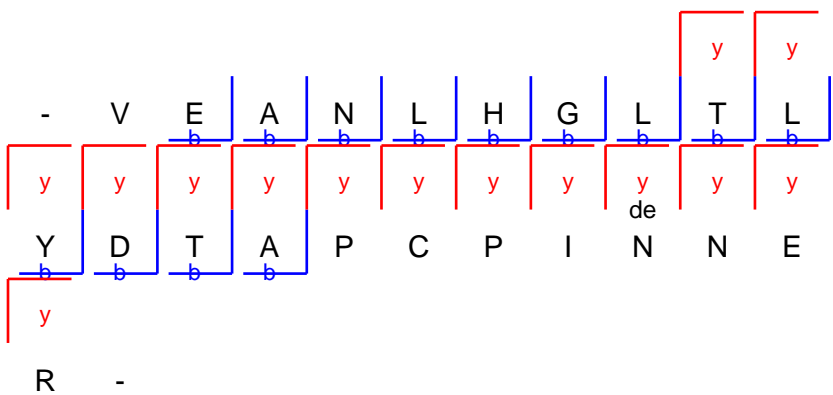 y y
- V E A N L H G L T L
b b b b b b b b b
y y y y y y y y y y y
de
Y D T A P C P I N N E
b b b b
y
R -